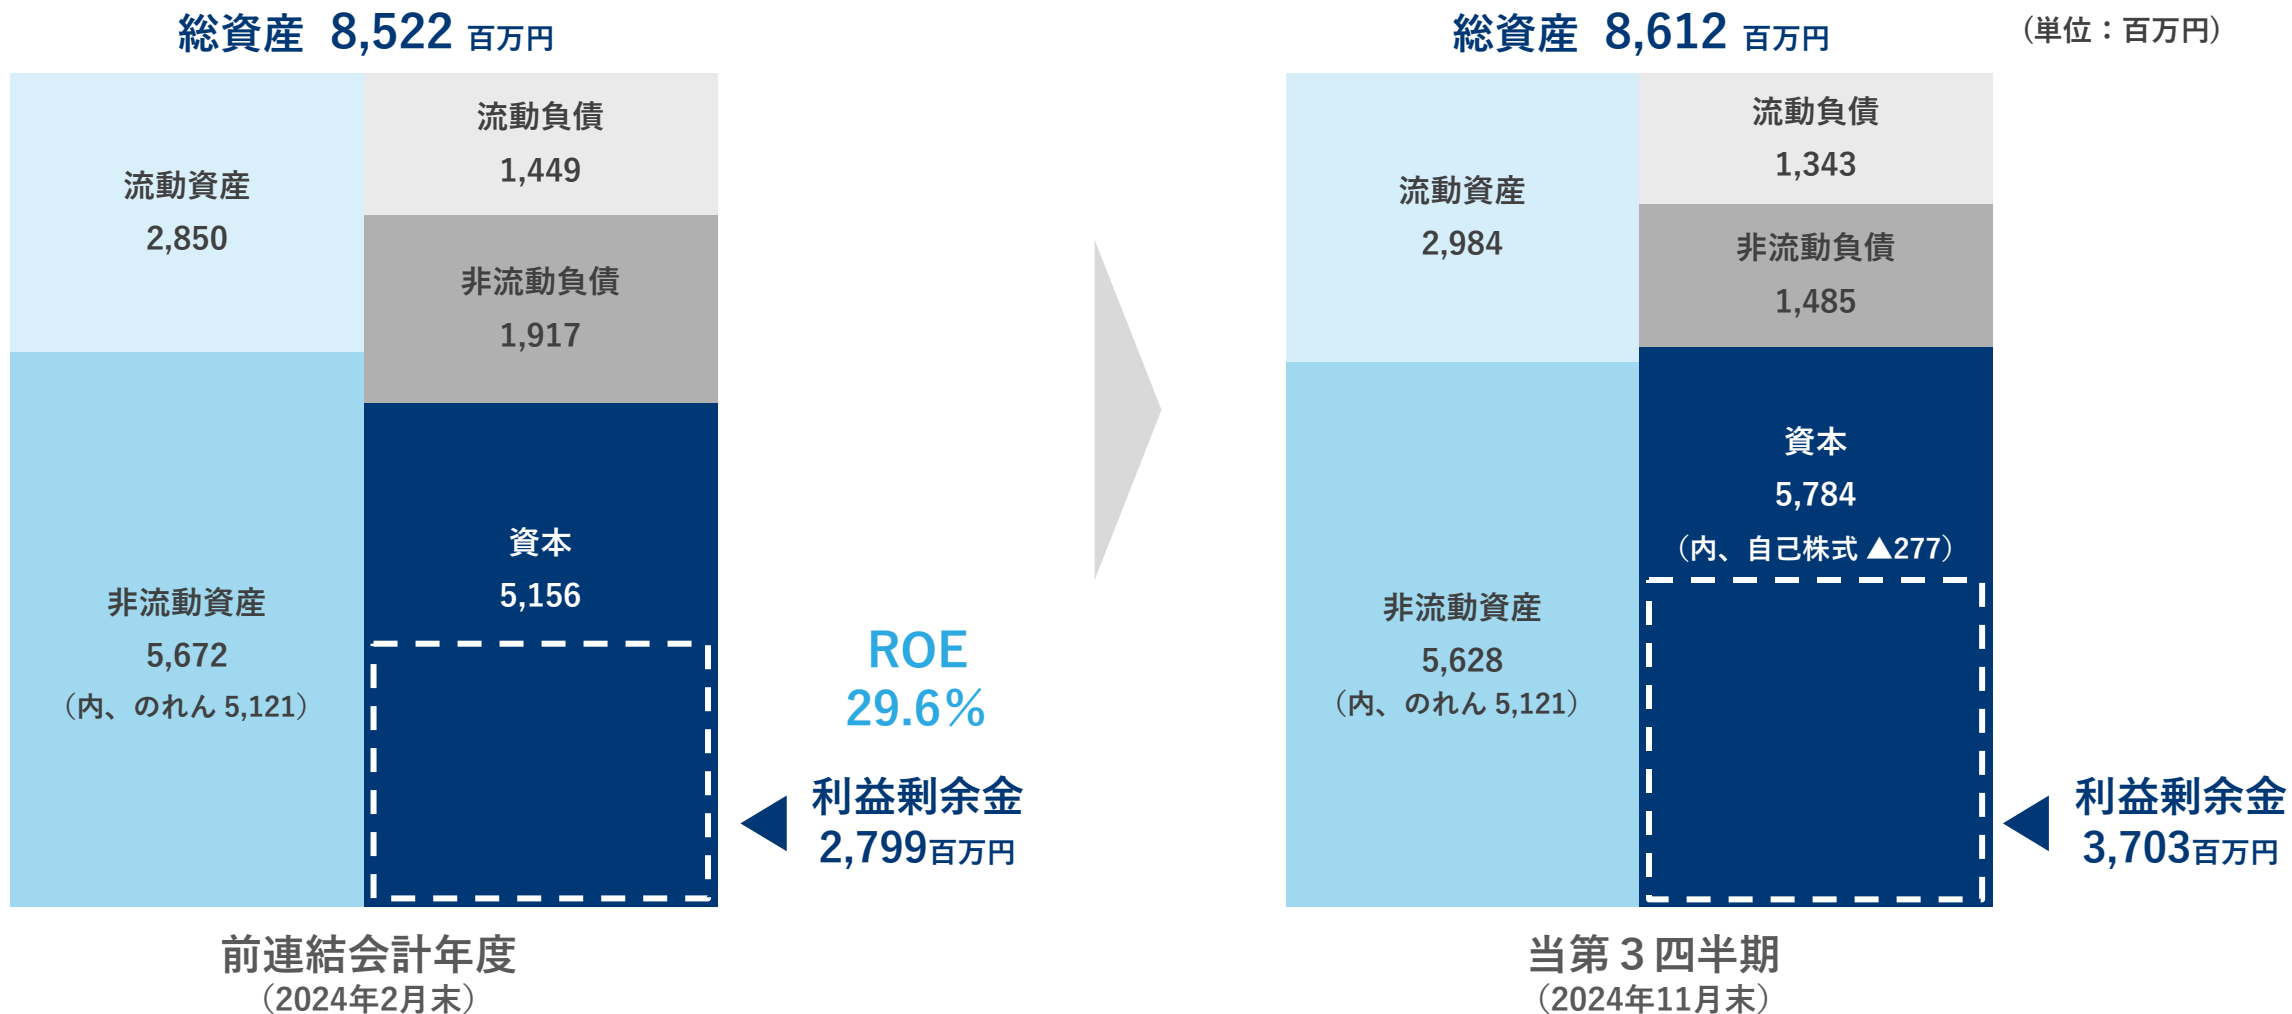 総資産 8,522 百万円
流動資産
2,850
非流動資産
5,672
（内、のれん 5,121）
流動負債
1,449
非流動負債
1,917
資本
5,156
ROE
29.6％
利益剰余金
2,799百万円
前連結会計年度
（2024年2月末）
（単位：百万円）
総資産 8,612 百万円
流動資産
2,984
非流動資産
5,628
（内、のれん 5,121）
流動負債
1,343
非流動負債
1,485
資本
5,784
（内、自己株式 ▲277）
利益剰余金
3,703百万円
当第３四半期
（2024年11月末）